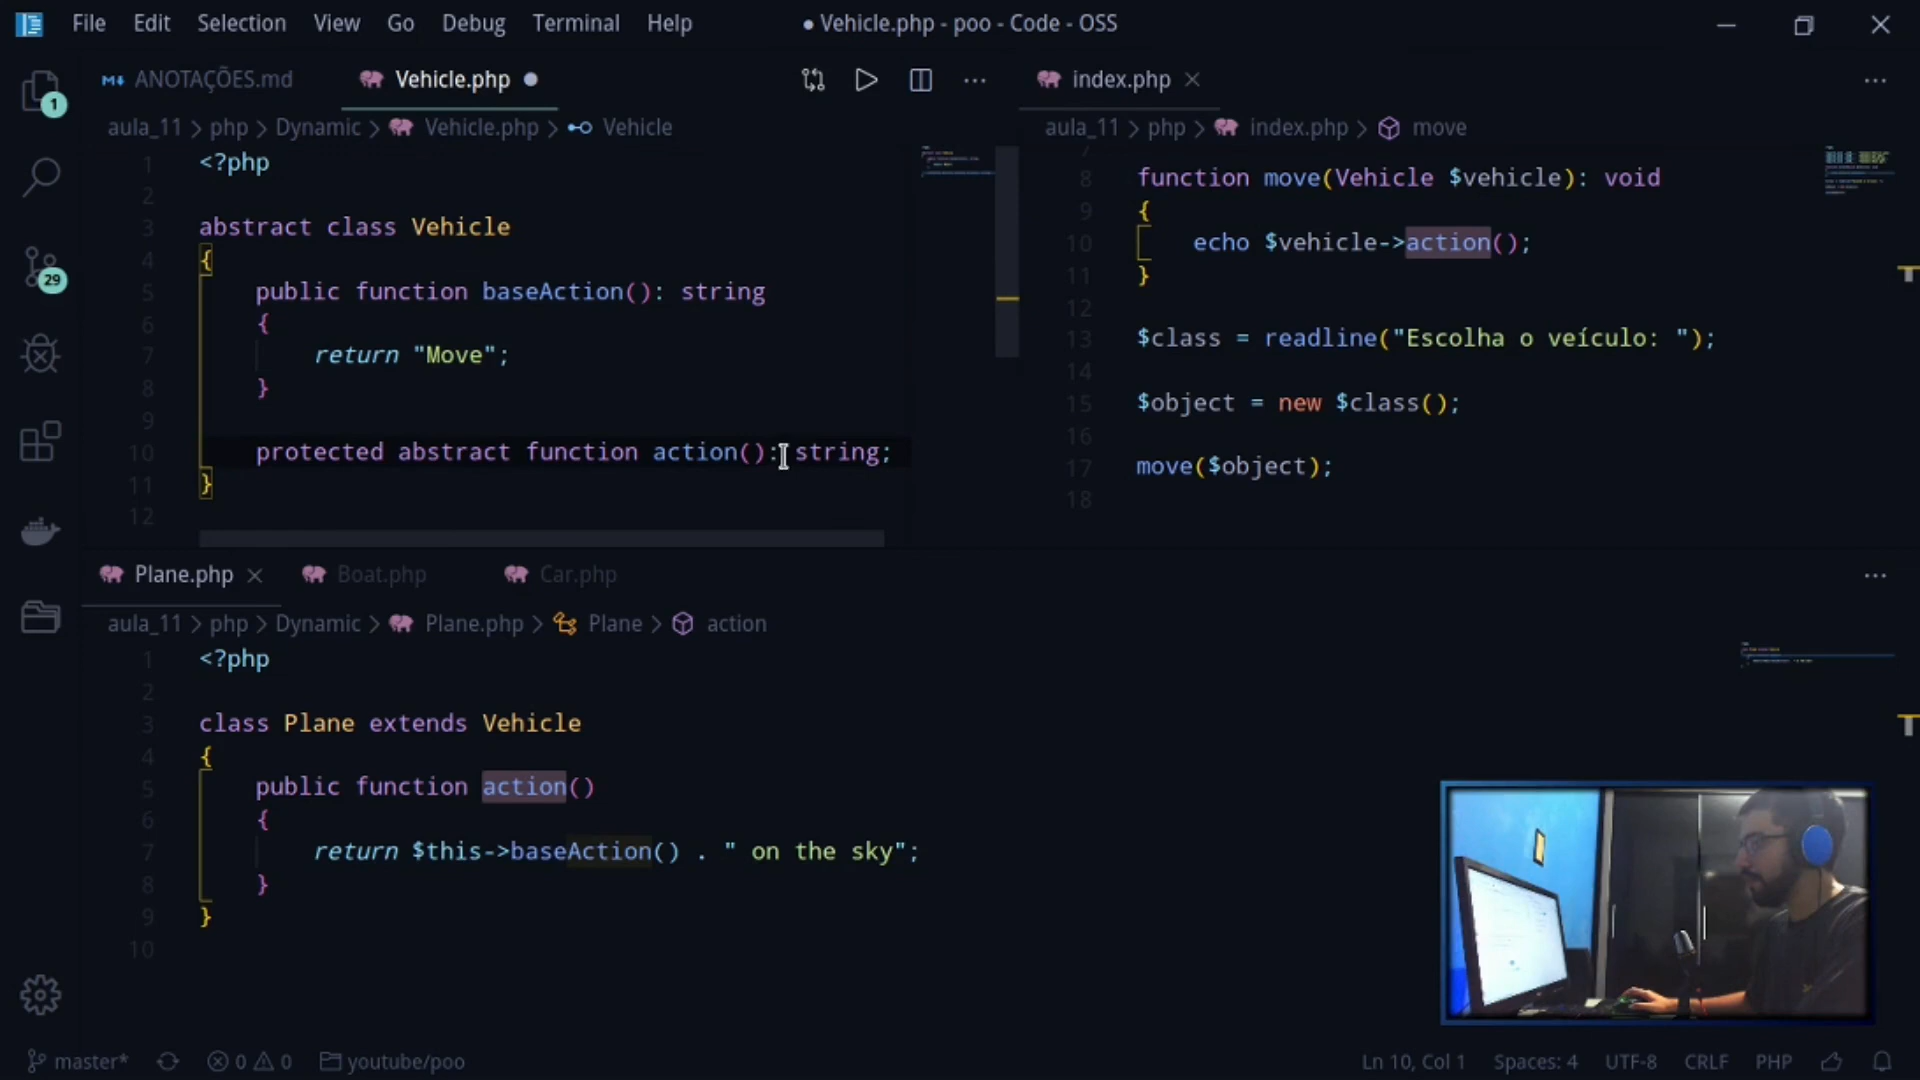 File Edit Selection View Go Debug Terminal Help
● Vehicle.php - poo - Code - OSS
ANOTAÇÕES.md
Vehicle.php
aula_11 > php > Dynamic > Vehicle.php > Vehicle
1 <?php
2
3 abstract class Vehicle
4 {
5 public function baseAction(): string
6 {
7 return "Move";
8 }
9
10 protected abstract function action(): string;
11 }
12
index.php
aula_11 > php > index.php > move
7
8 function move(Vehicle $vehicle): void
9 {
10 echo $vehicle->action();
11 }
12
13 $class = readline("Escolha o veículo: ");
14
15 $object = new $class();
16
17 move($object);
18
1
29
Plane.php
Boat.php
Car.php
aula_11 > php > Dynamic > Plane.php > Plane > action
1 <?php
2
3 class Plane extends Vehicle
4 {
5 public function action()
6 {
7 return $this->baseAction() . " on the sky";
8 }
9 }
10
master* 0 0 youtube/poo
Ln 10, Col 1 Spaces: 4 UTF-8 CRLF PHP